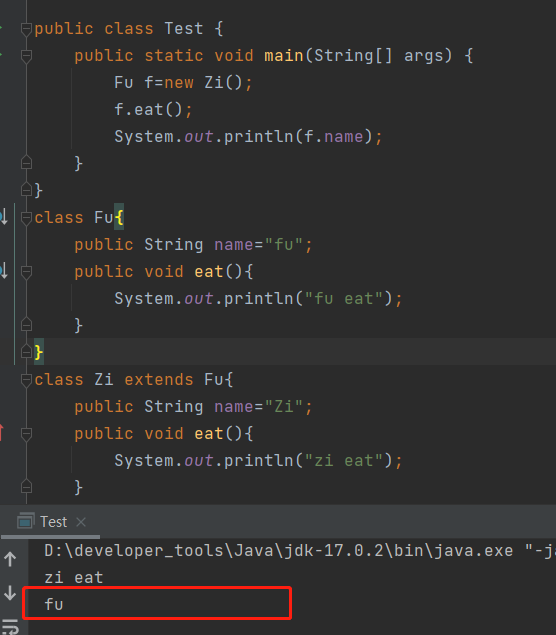 public class Test {
public static void main(String[] args) {
Fu f=new Zi();
f.eat();
System.out.println(f.name);
}
}
class Fu{
public String name="fu";
public void eat(){
System.out.println("fu eat");
}
}
class Zi extends Fu{
public String name="Zi";
public void eat(){
System.out.println("zi eat");
}
Test ×
D:\developer_tools\Java\jdk-17.0.2\bin\java.exe "-ja
zi eat
fu